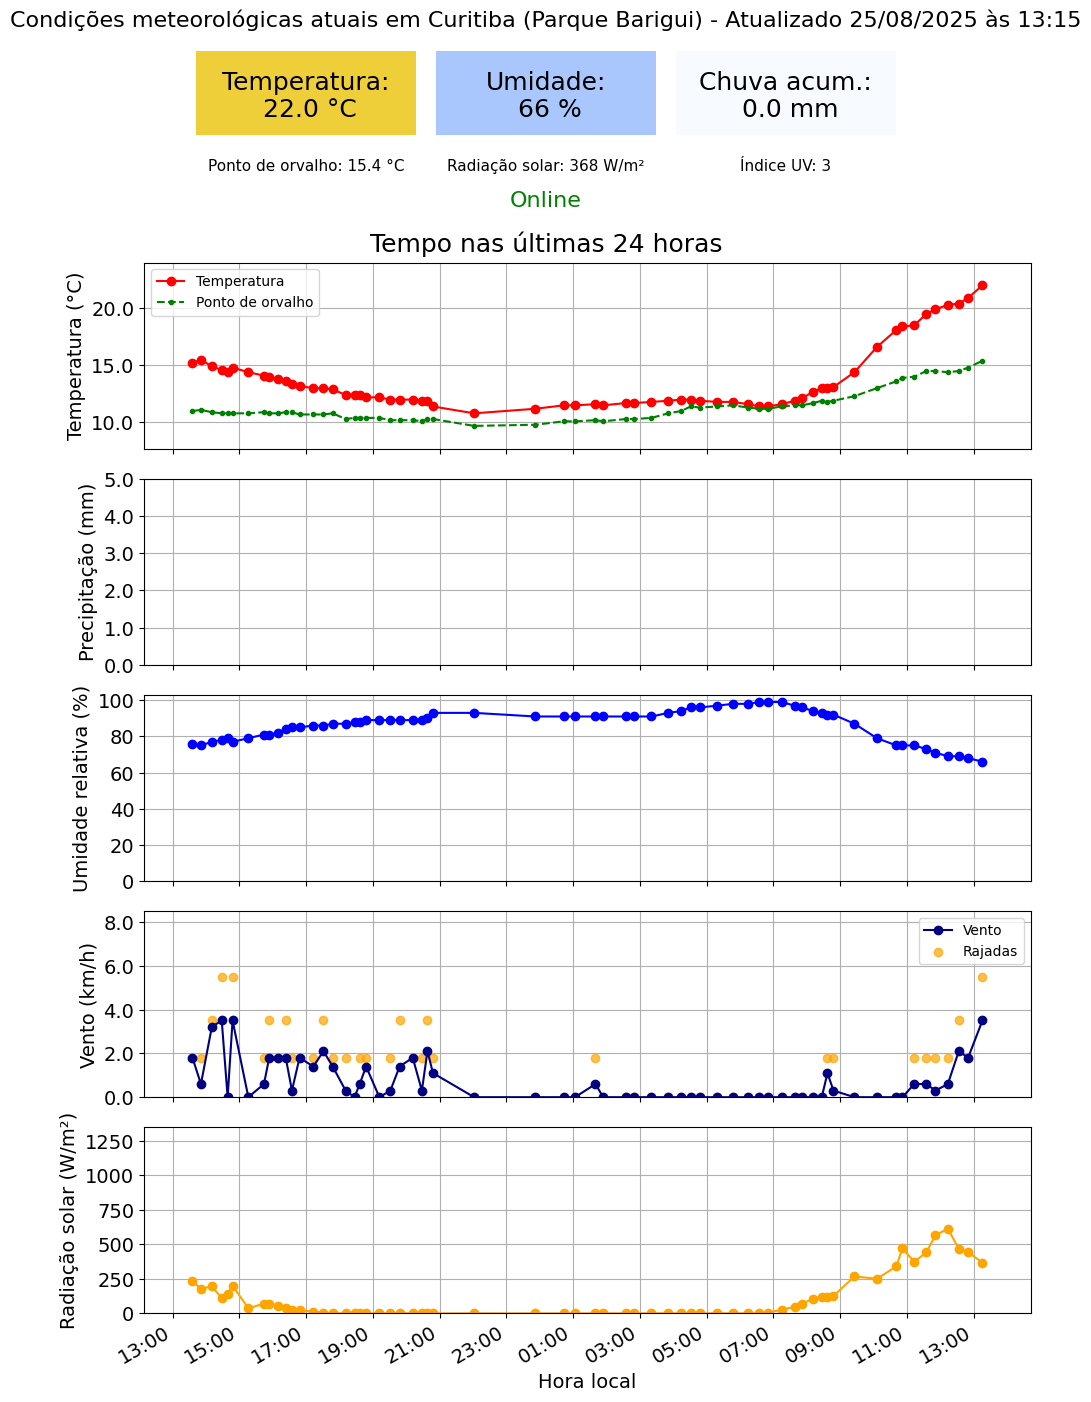 Condições meteorológicas atuais em Curitiba (Parque Barigui) - Atualizado 25/08/2025 às 13:15
Temperatura:
22.0 °C
Umidade:
66 %
Chuva acum.:
0.0 mm
Ponto de orvalho: 15.4 °C
Radiação solar: 368 W/m²
Índice UV: 3
Online
Tempo nas últimas 24 horas
Temperatura (°C)
20.0
15.0
10.0
Temperatura
Ponto de orvalho
Precipitação (mm)
5.0
4.0
3.0
2.0
1.0
0.0
Umidade relativa (%)
100
80
60
40
20
0
Vento (km/h)
8.0
6.0
4.0
2.0
0.0
Vento
Rajadas
Radiação solar (W/m²)
1250
1000
750
500
250
0
13:00
15:00
17:00
19:00
21:00
23:00
01:00
03:00
05:00
07:00
09:00
11:00
13:00
Hora local